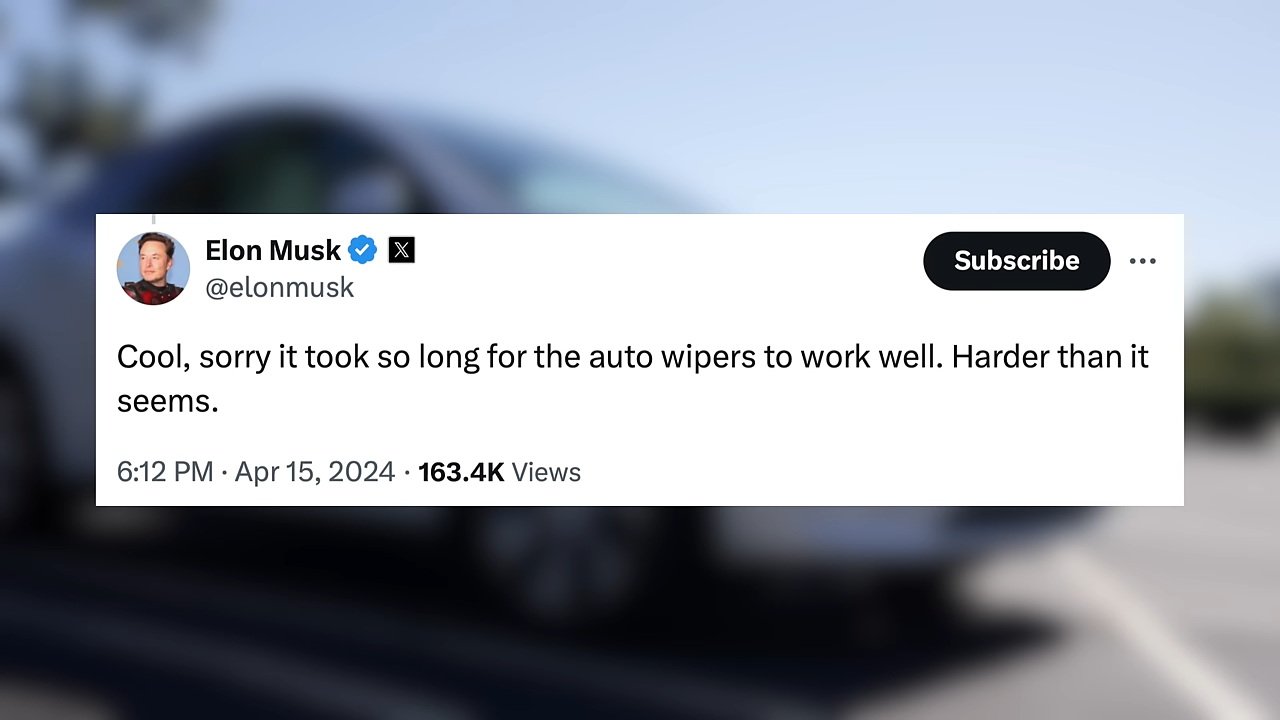 Elon Musk
@elonmusk
Subscribe
Cool, sorry it took so long for the auto wipers to work well. Harder than it
seems.
6:12 PM · Apr 15, 2024 · 163.4K Views